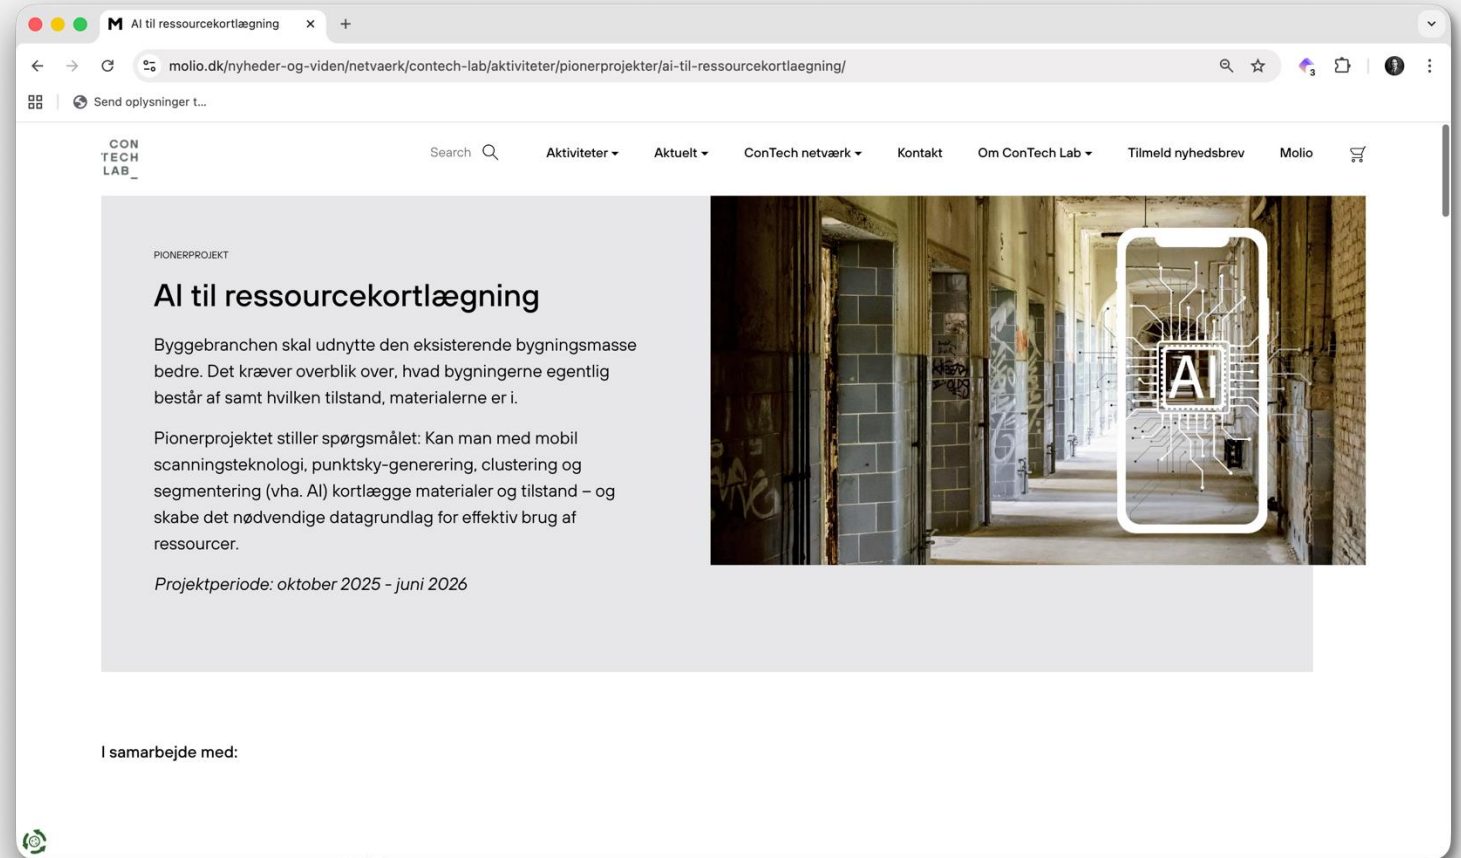 AI til ressourcekortlægning
molio.dk/nyheder-og-viden/netvaerk/contech-lab/aktiviteter/pionerprojekter/ai-til-ressourcekortlaegning/
3
Send oplysninger t...
CON
TECH
LAB_
Search
Aktiviteter
Aktuelt
ConTech netværk
Kontakt
Om ConTech Lab
Tilmeld nyhedsbrev
Molio
PIONERPROJEKT
AI til ressourcekortlægning
Byggebranchen skal udnytte den eksisterende bygningsmasse
bedre. Det kræver overblik over, hvad bygningerne egentlig
består af samt hvilken tilstand, materialerne er i.
Pionerprojektet stiller spørgsmålet: Kan man med mobil
scanningsteknologi, punktsky-generering, clustering og
segmentering (vha. AI) kortlægge materialer og tilstand – og
skabe det nødvendige datagrundlag for effektiv brug af
ressourcer.
Projektperiode: oktober 2025 - juni 2026
AI
I samarbejde med: